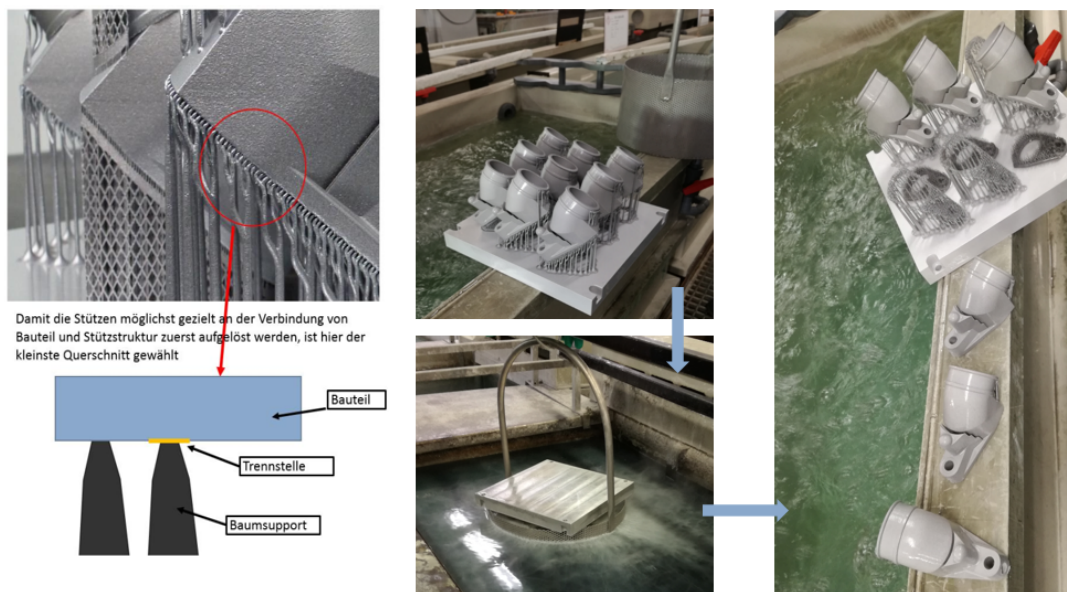 Damit die Stützen möglichst gezielt an der Verbindung von
Bauteil und Stützstruktur zuerst aufgelöst werden, ist hier der
kleinste Querschnitt gewählt
Bauteil
Trennstelle
Baumsupport